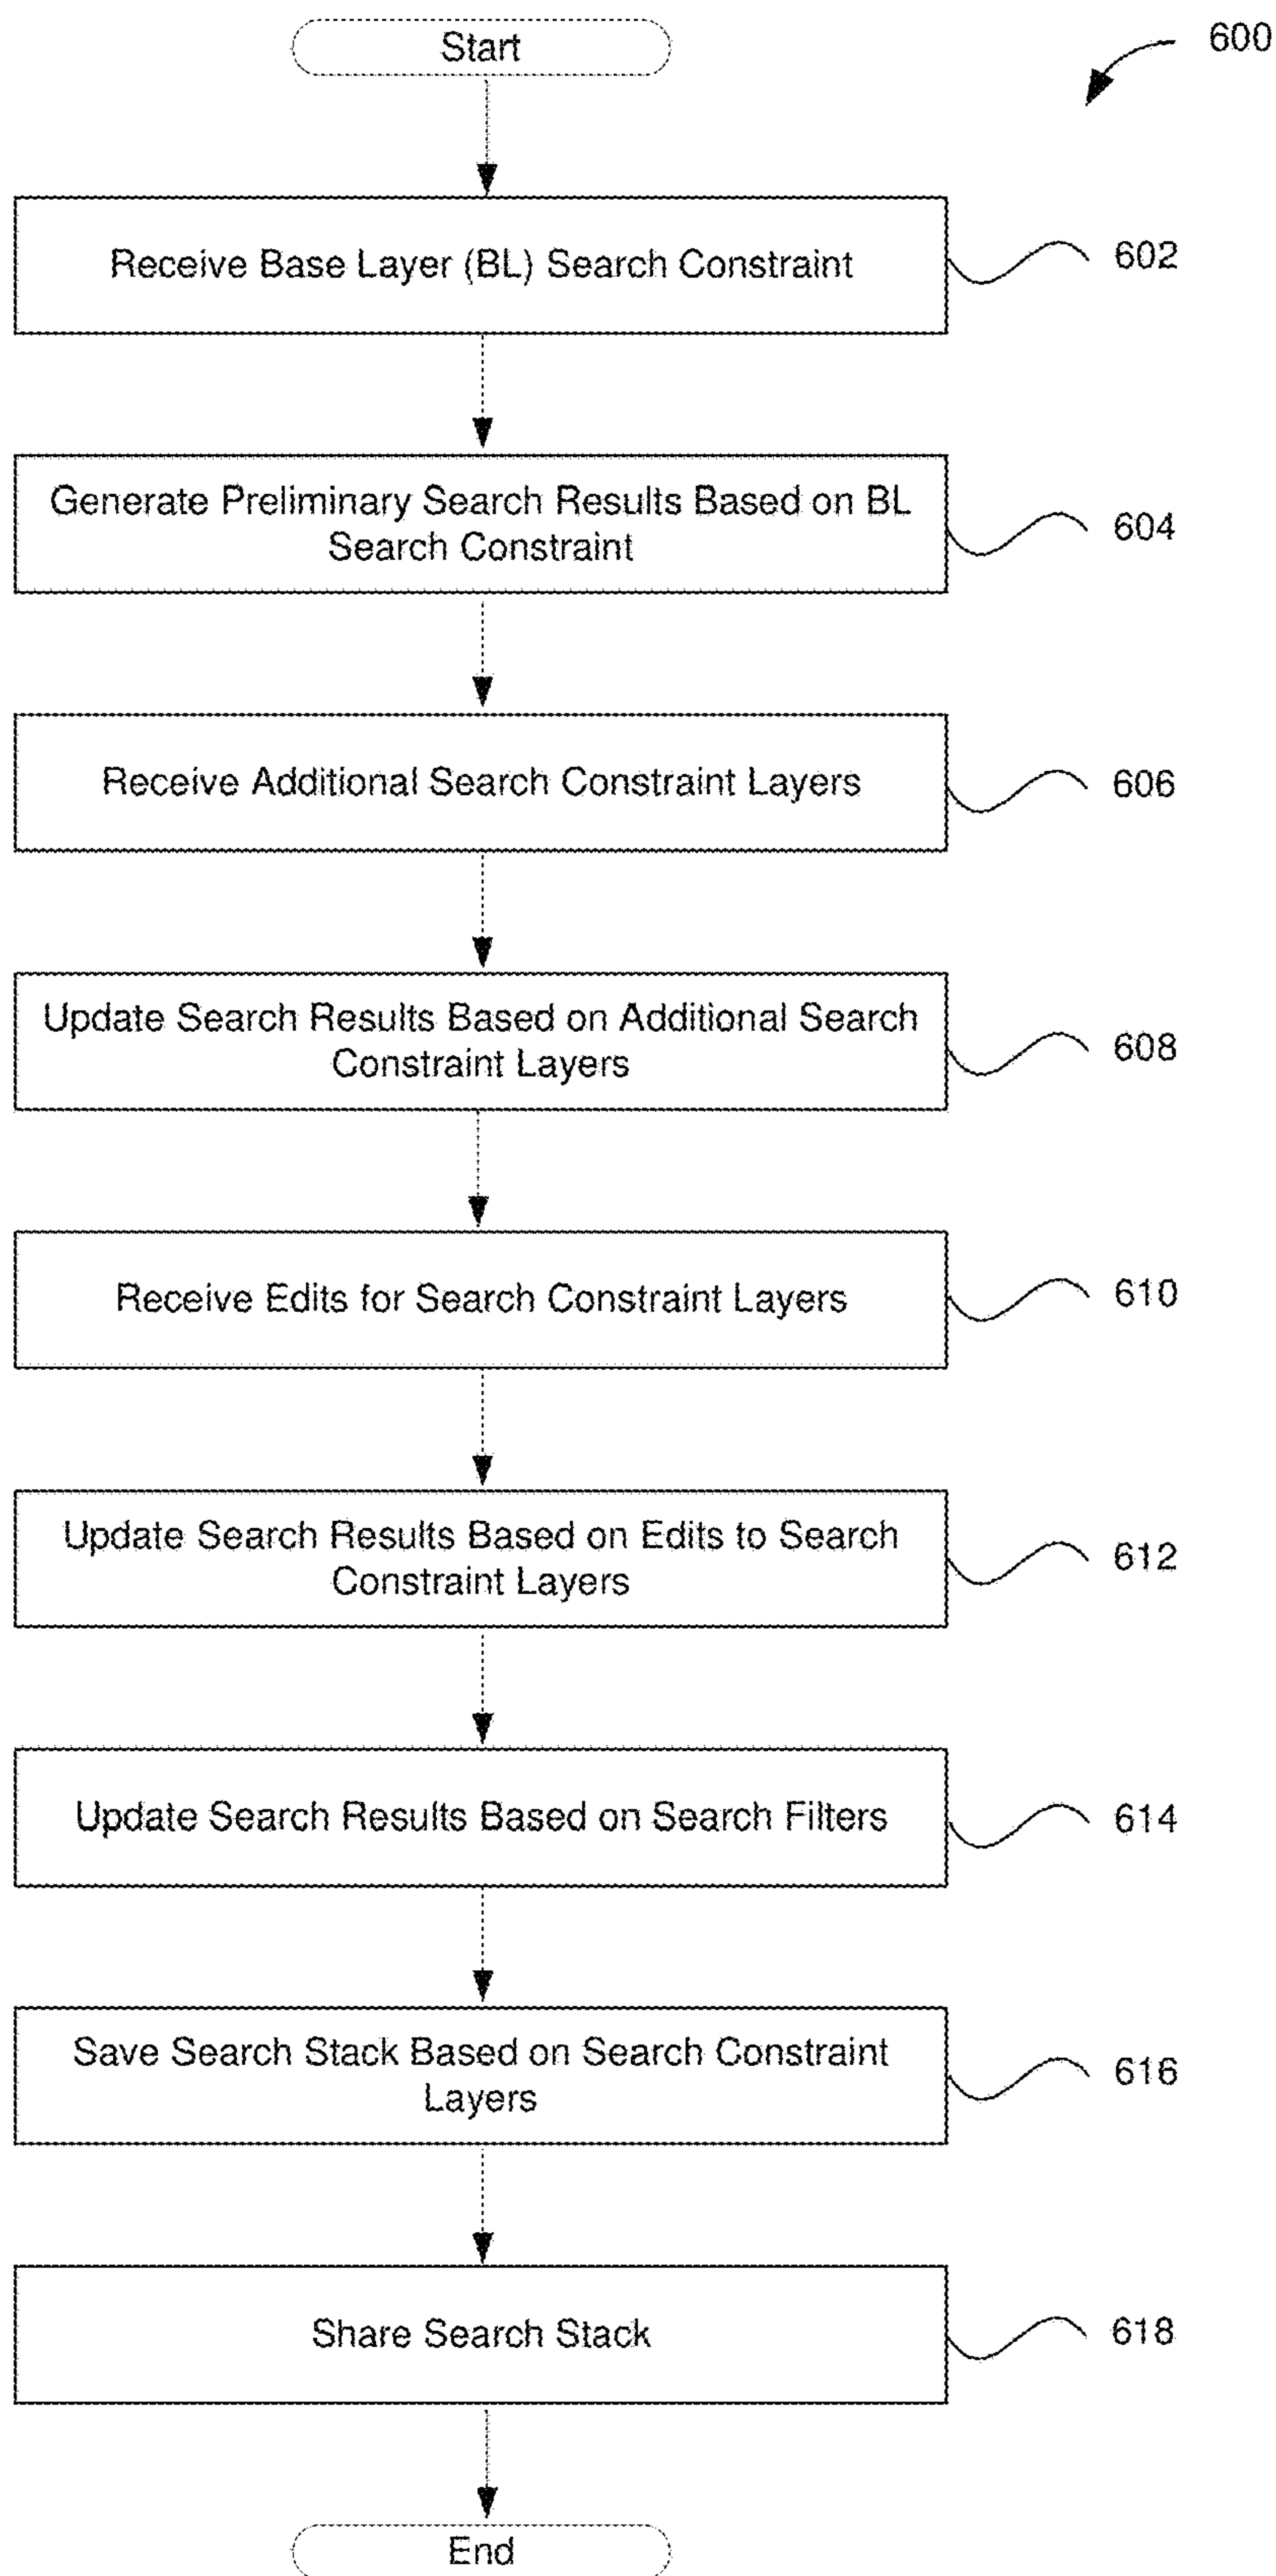 Start
600
Receive Base Layer (BL) Search Constraint
602
Generate Preliminary Search Results Based on BL
Search Constraint
604
Receive Additional Search Constraint Layers
606
Update Search Results Based on Additional Search
Constraint Layers
608
Receive Edits for Search Constraint Layers
610
Update Search Results Based on Edits to Search
Constraint Layers
612
Update Search Results Based on Search Filters
614
Save Search Stack Based on Search Constraint
Layers
616
Share Search Stack
618
End